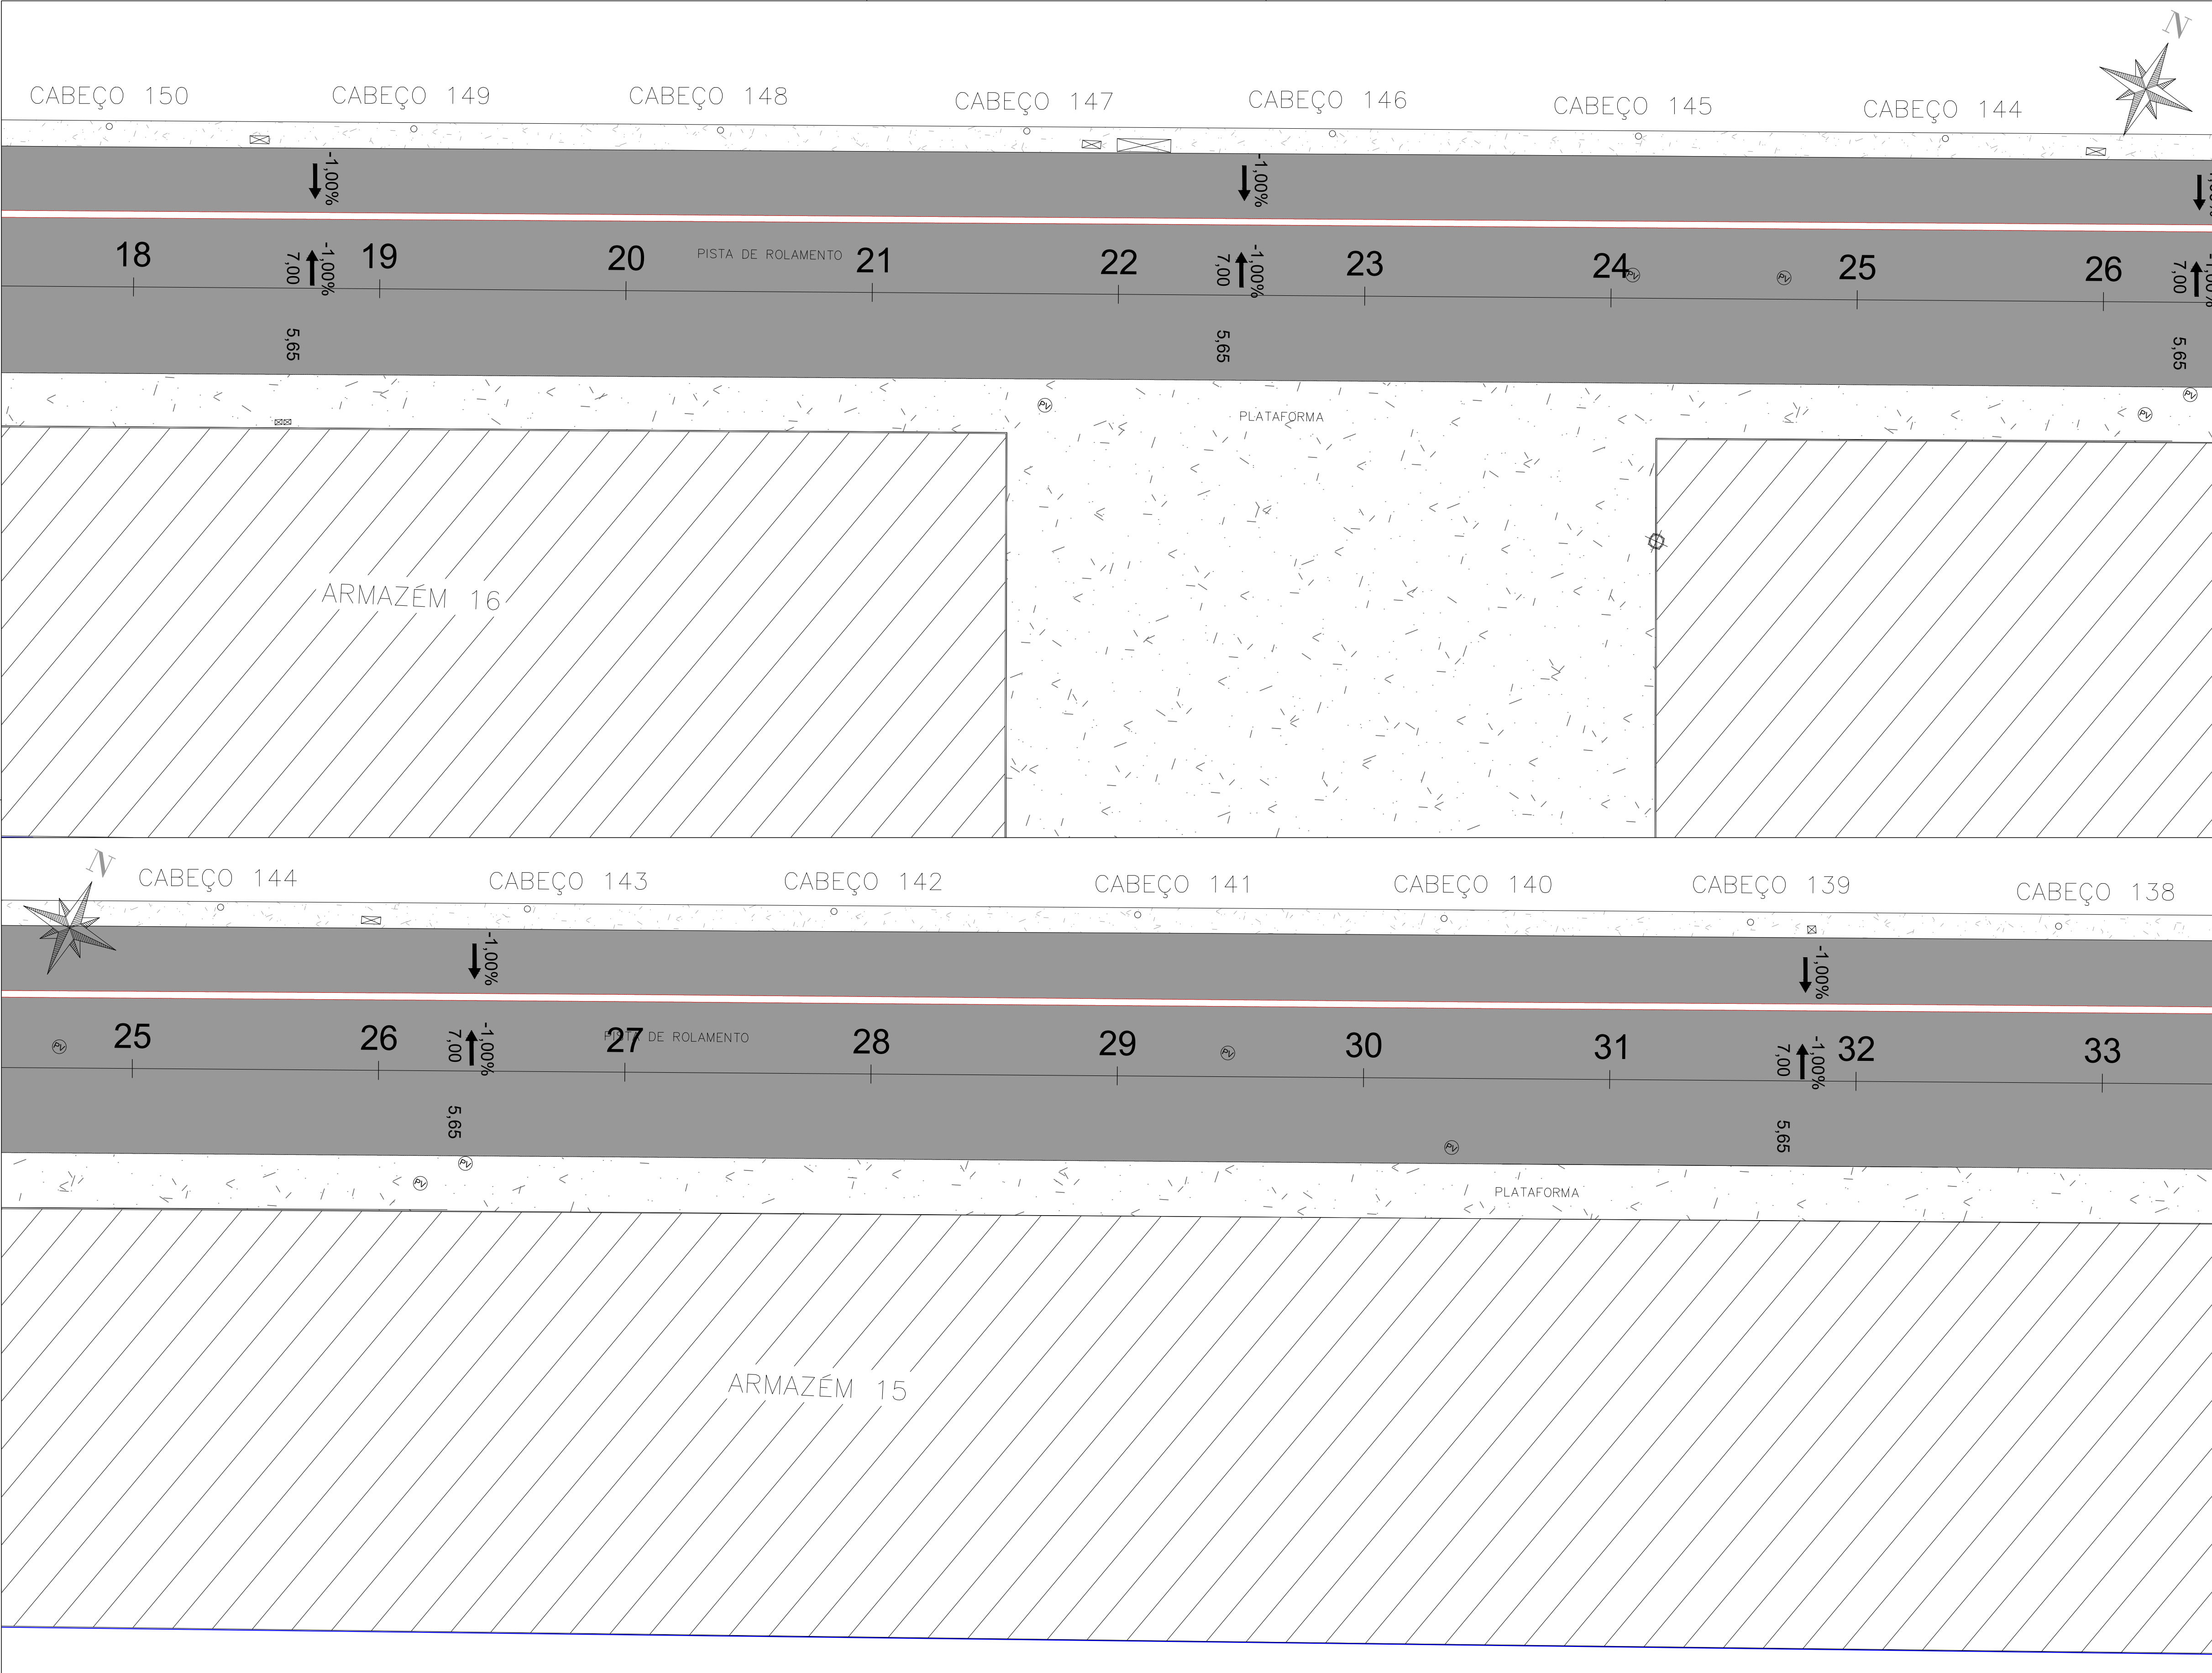 N
CABEÇO 150
CABEÇO 149
CABEÇO 148
CABEÇO 147
CABEÇO 146
CABEÇO 145
CABEÇO 144
-1,00%
-1,00%
18
19
20
21
22
23
24
25
26
PISTA DE ROLAMENTO
PV
PV
7,00
-1,00%
7,00
-1,00%
7,00
-1,00%
5,65
5,65
5,65
PV
PV
PV
PLATAFORMA
ARMAZÉM 16
N
CABEÇO 144
CABEÇO 143
CABEÇO 142
CABEÇO 141
CABEÇO 140
CABEÇO 139
CABEÇO 138
-1,00%
-1,00%
25
26
27
28
29
30
31
32
33
PISTA DE ROLAMENTO
PV
PV
7,00
-1,00%
7,00
-1,00%
5,65
5,65
PV
PV
PV
PLATAFORMA
ARMAZÉM 15